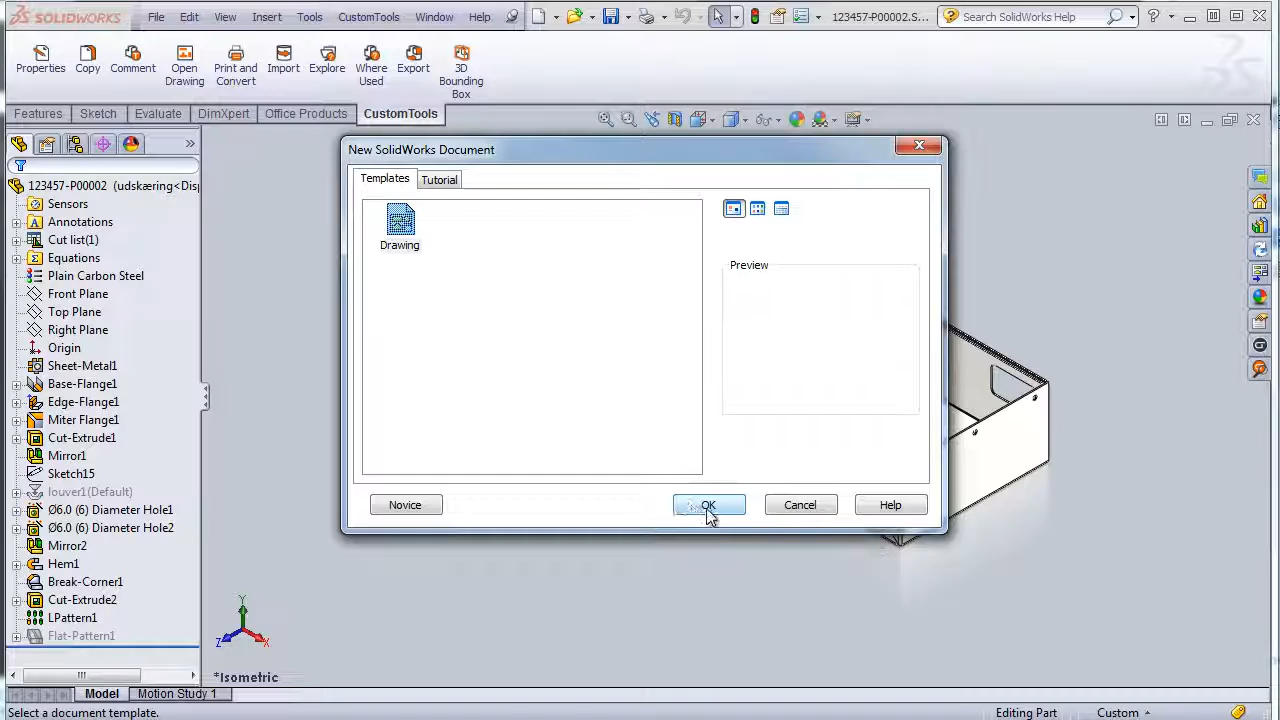 SOLIDWORKS
File Edit View Insert Tools CustomTools Window Help
123457-P00002.S...
Search SolidWorks Help
Properties Copy Comment Open Drawing Print and Convert Import Explore Where Used Export 3D Bounding Box
Features Sketch Evaluate DimXpert Office Products CustomTools
New SolidWorks Document
Templates Tutorial
Drawing
Preview
Novice OK Cancel Help
123457-P00002 (udskæring<Dis
Sensors
Annotations
Cut list(1)
Equations
Plain Carbon Steel
Front Plane
Top Plane
Right Plane
Origin
Sheet-Metal1
Base-Flange1
Edge-Flange1
Miter Flange1
Cut-Extrude1
Mirror1
Sketch15
louver1(Default)
Ø6.0 (6) Diameter Hole1
Ø6.0 (6) Diameter Hole2
Mirror2
Hem1
Break-Corner1
Cut-Extrude2
LPattern1
Flat-Pattern1
Y
Z X
*Isometric
Model Motion Study 1
Select a document template.
Editing Part Custom